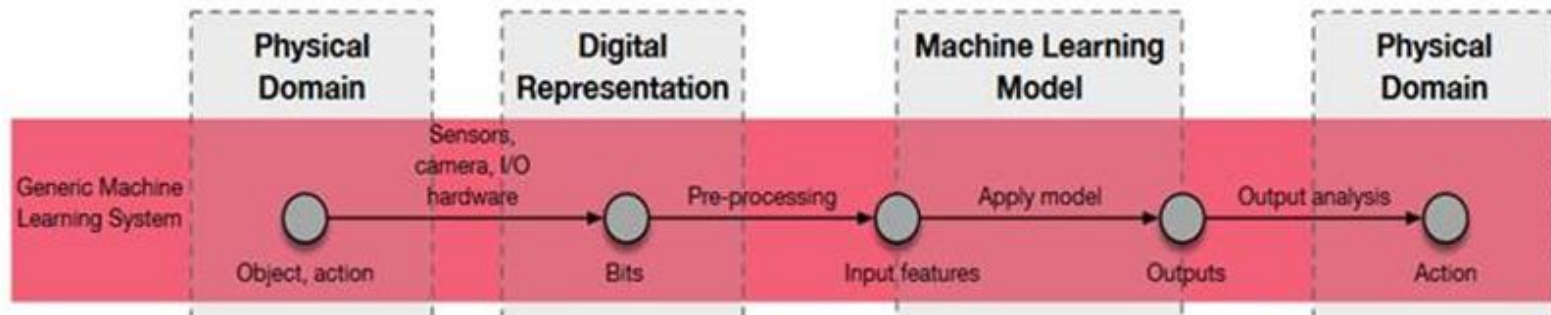 Physical
Domain
Digital
Representation
Machine Learning
Model
Physical
Domain
Generic Machine
Learning System
Sensors,
camera, I/O
hardware
Pre-processing
Apply model
Output analysis
Object, action
Bits
Input features
Outputs
Action